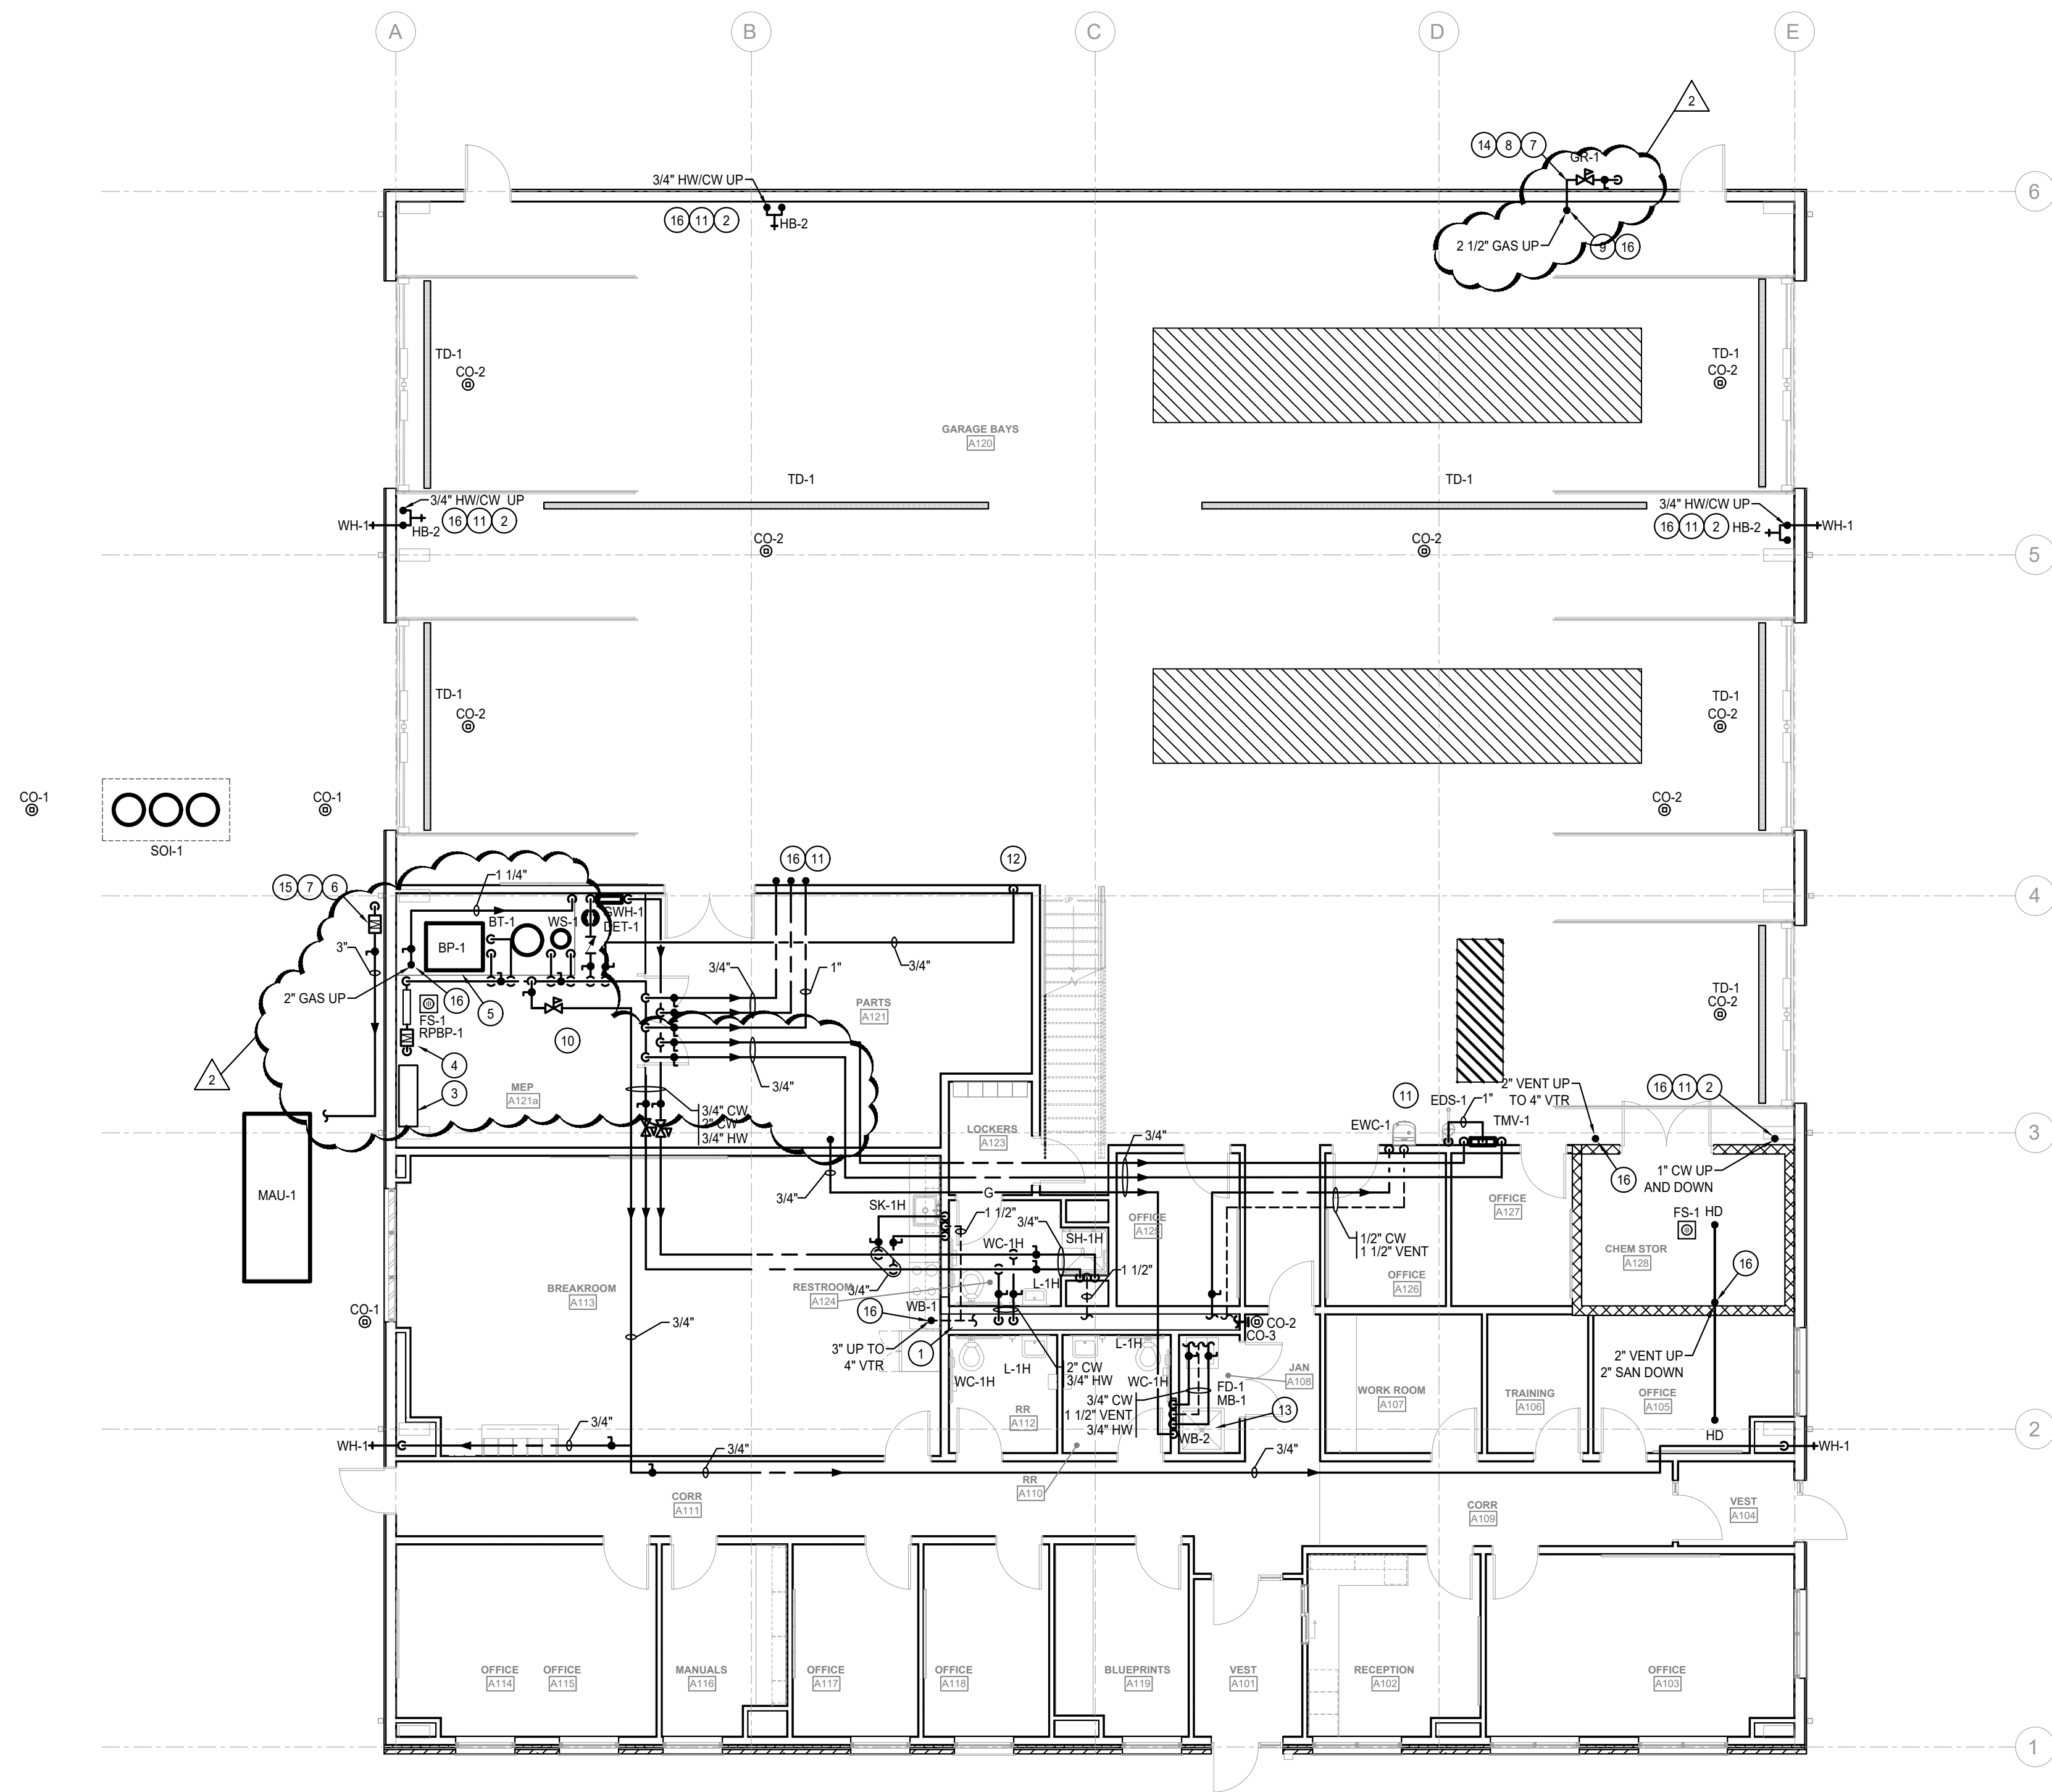 A
B
C
D
E
2
14
8
7
GR-1
3/4" HW/CW UP
6
16
11
2
HB-2
2 1/2" GAS UP
9
16
TD-1
CO-2
TD-1
CO-2
GARAGE BAYS
A120
TD-1
TD-1
3/4" HW/CW UP
WH-1
HB-2
16
11
2
3/4" HW/CW UP
16
11
2
HB-2
WH-1
CO-2
CO-2
5
TD-1
CO-2
TD-1
CO-2
CO-1
CO-1
SOI-1
CO-2
16
11
12
15
7
6
1 1/4"
BT-1
WS-1
GWH-1
DET-1
BP-1
4
3"
3/4"
3/4"
1"
2" GAS UP
16
5
PARTS
A121
TD-1
CO-2
FS-1
RPBP-1
10
4
3
2
3/4"
MEP
A121a
3/4" CW
2" CW
3/4" HW
LOCKERS
A123
11
EDS-1
1"
TMV-1
EWC-1
2" VENT UP
TO 4" VTR
16
11
2
3
3/4"
MAU-1
3/4"
G
SK-1H
1 1/2"
3/4"
OFFICE
A125
SH-1H
WC-1H
OFFICE
A127
16
1" CW UP
AND DOWN
FS-1
HD
1/2" CW
1 1/2" VENT
CHEM STOR
A128
16
BREAKROOM
A113
RESTROOM
A124
3/4"
L-1H
1 1/2"
OFFICE
A126
CO-1
WB-1
16
3/4"
3" UP TO
4" VTR
1
CO-2
CO-3
L-1H
L-1H
WC-1H
2" CW
3/4" HW
WC-1H
JAN
A108
FD-1
MB-1
2" VENT UP
2" SAN DOWN
WORK ROOM
A107
TRAINING
A106
OFFICE
A105
3/4" CW
1 1/2" VENT
3/4" HW
13
RR
A112
WB-2
HD
2
WH-1
3/4"
3/4"
3/4"
WH-1
RR
A110
CORR
A111
CORR
A109
VEST
A104
OFFICE
A114
OFFICE
A115
MANUALS
A116
OFFICE
A117
OFFICE
A118
BLUEPRINTS
A119
VEST
A101
RECEPTION
A102
OFFICE
A103
1